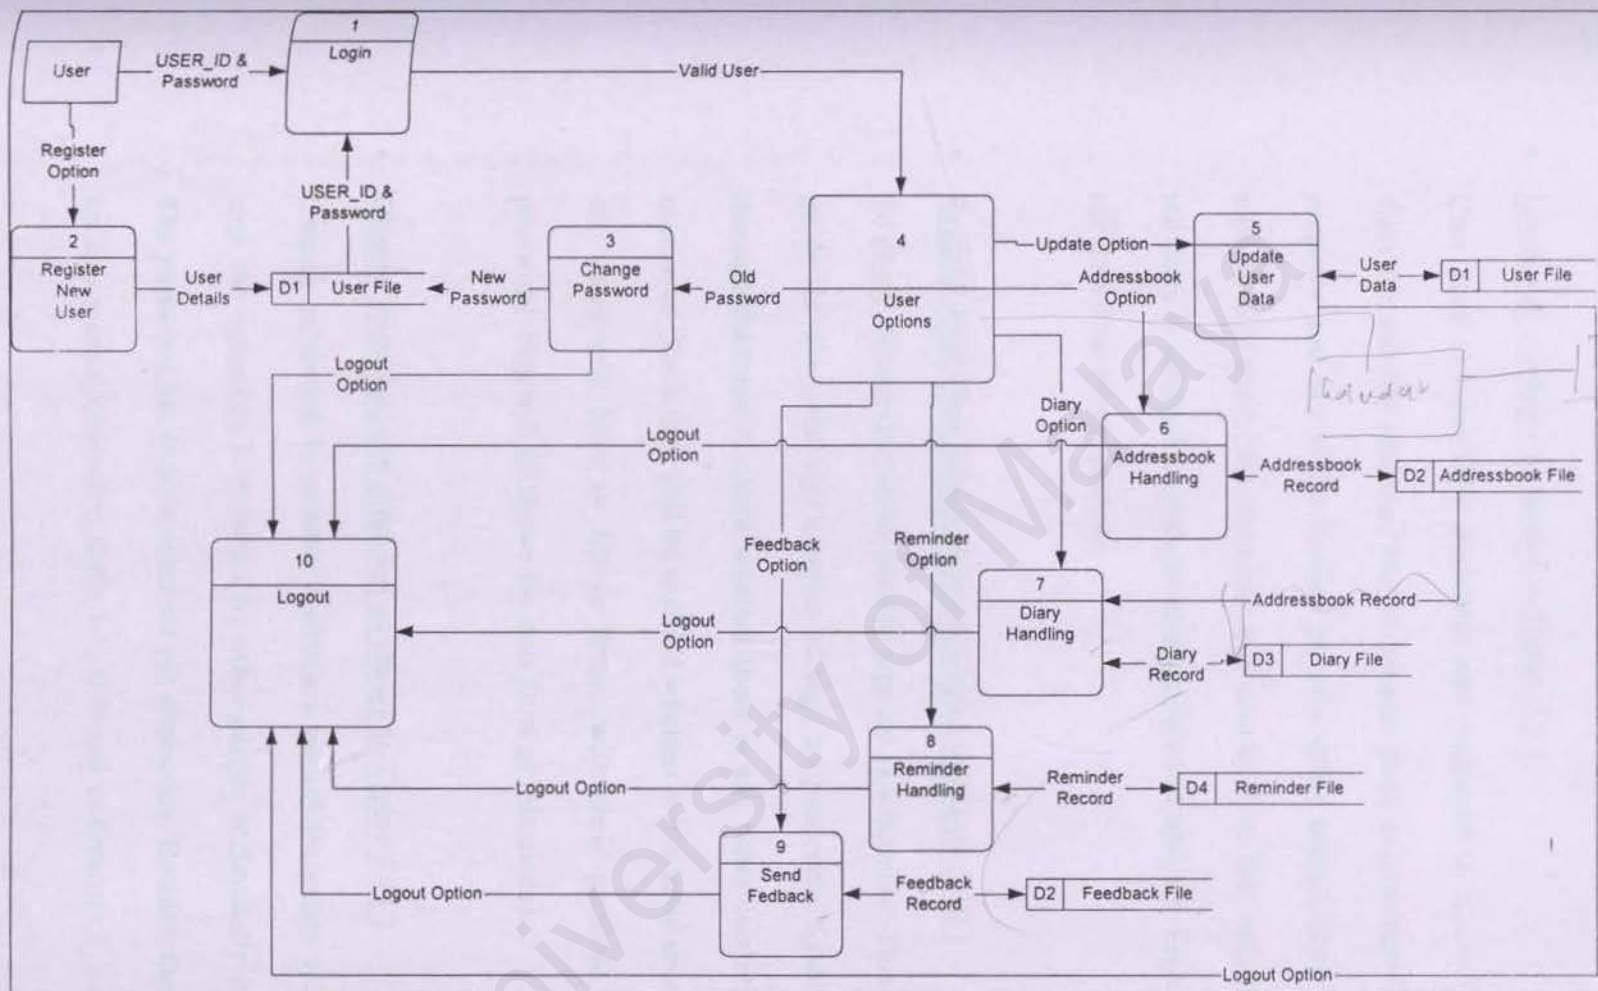 1
Login
User
USER_ID &
Password
Valid User
Register
Option
USER_ID &
Password
2
Register
New
User
User
Details
D1 User File
New
Password
3
Change
Password
Old
Password
4
User
Options
Update Option
5
Update
User
Data
User
Data
D1 User File
Addressbook
Option
Logout
Option
Diary
Option
Logout
Option
6
Addressbook
Handling
Addressbook
Record
D2 Addressbook File
10
Logout
Feedback
Option
Reminder
Option
7
Diary
Handling
Addressbook Record
Logout
Option
Diary
Record
D3 Diary File
8
Reminder
Handling
Logout Option
Reminder
Record
D4 Reminder File
9
Send
Fedback
Logout Option
Feedback
Record
D2 Feedback File
Logout Option
University of Malaya